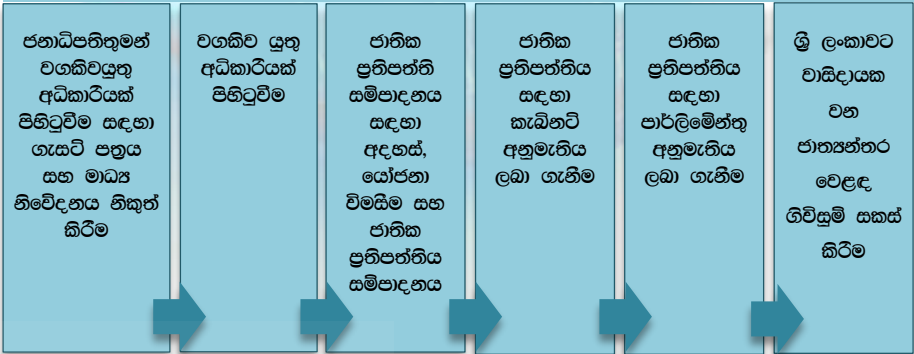 ජනාධිපතිතුමන්
වගකිවයුතු
අධිකාරියක්
පිහිටුවීම සඳහා
ගැසට් පත්‍රය
සහ මාධ්‍ය
නිවේදනය නිකුත්
කිරීම
වගකිව යුතු
අධිකාරියක්
පිහිටුවීම
ජාතික
ප්‍රතිපත්ති
සම්පාදනය
සඳහා
අදහස්,
යෝජනා
විමසීම සහ
ජාතික
ප්‍රතිපත්තිය
සම්පාදනය
ජාතික
ප්‍රතිපත්තිය
සඳහා
කැබිනට්
අනුමැතිය
ලබා ගැනීම
ජාතික
ප්‍රතිපත්තිය
සඳහා
පාර්ලිමේන්තු
අනුමැතිය
ලබා ගැනීම
ශ්‍රී ලංකාවට
වාසිදායක
වන
ජාත්‍යන්තර
වෙළඳ
ගිවිසුම් සකස්
කිරීම